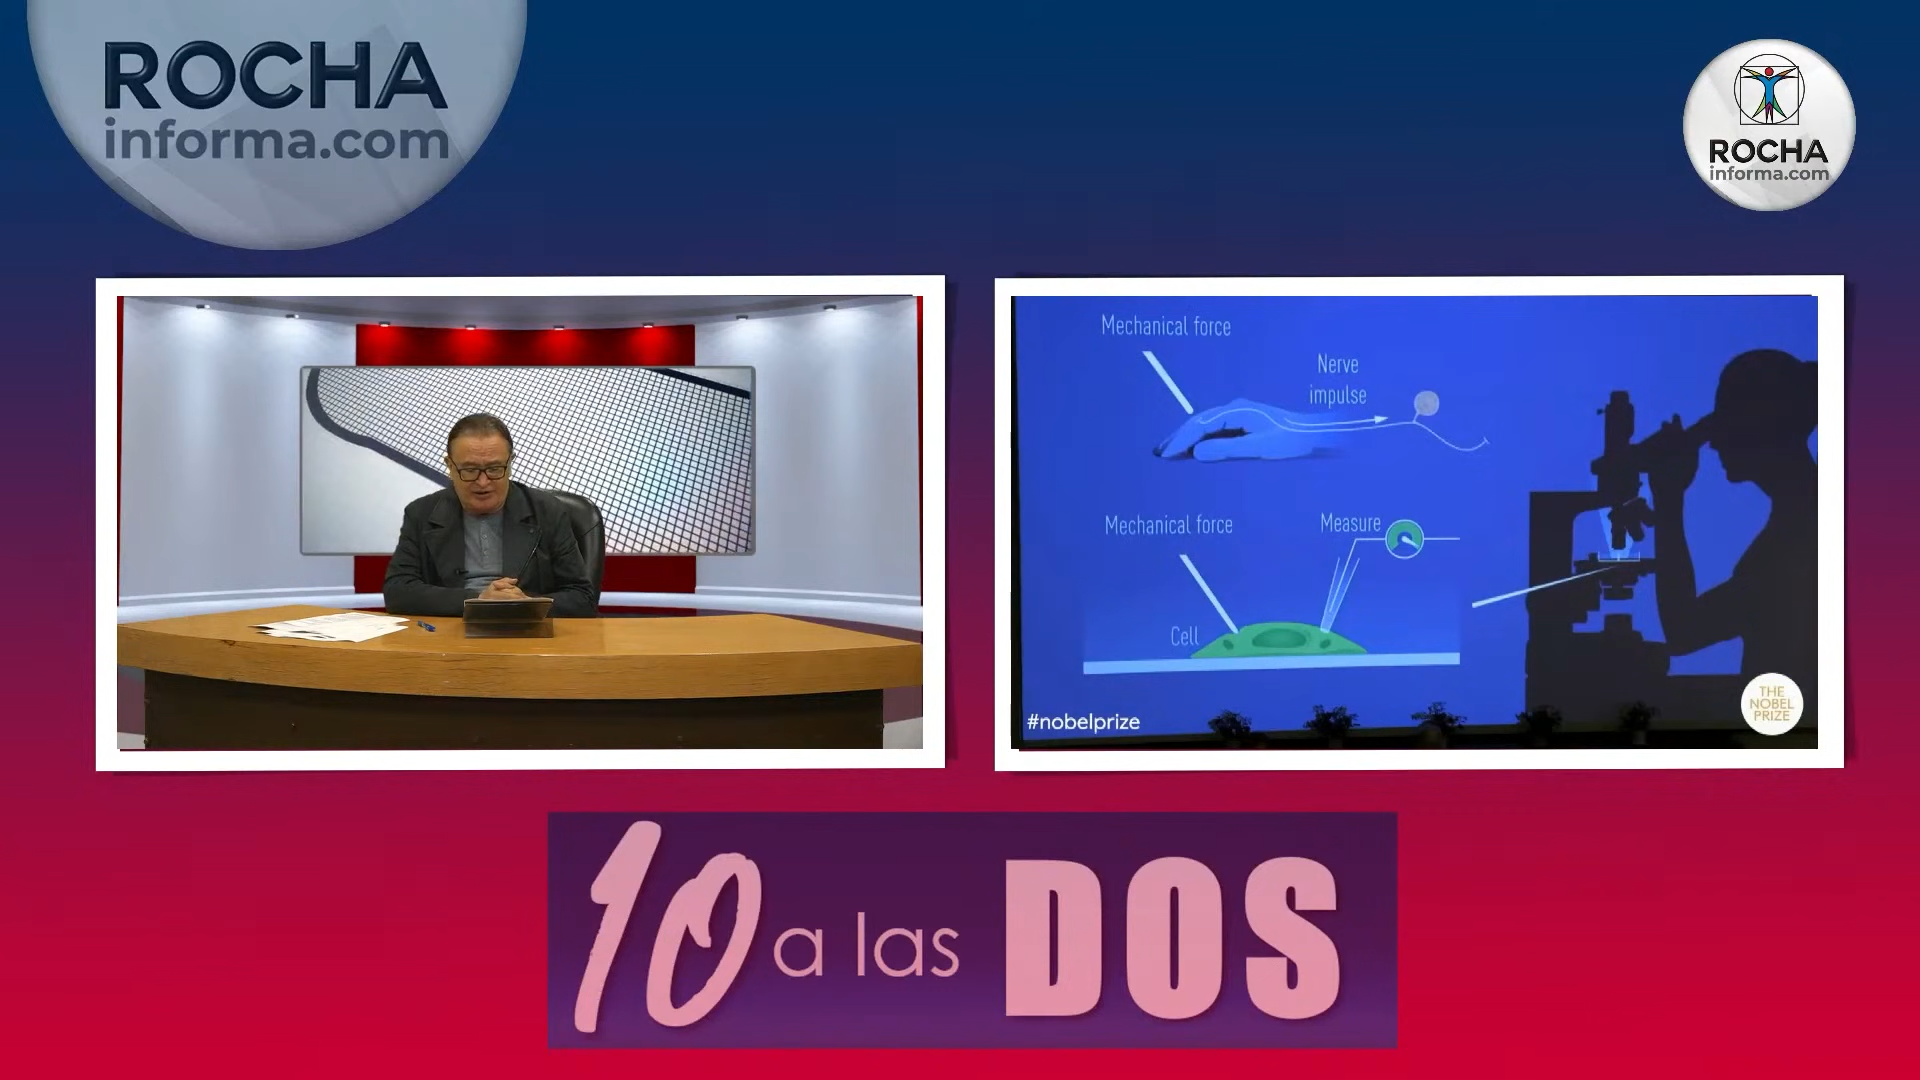 ROCHA
informa.com
ROCHA
informa.com
Mechanical force
Nerve
impulse
Mechanical force
Measure
Cell
#nobelprize
THE
NOBEL
PRIZE
10 a las DOS